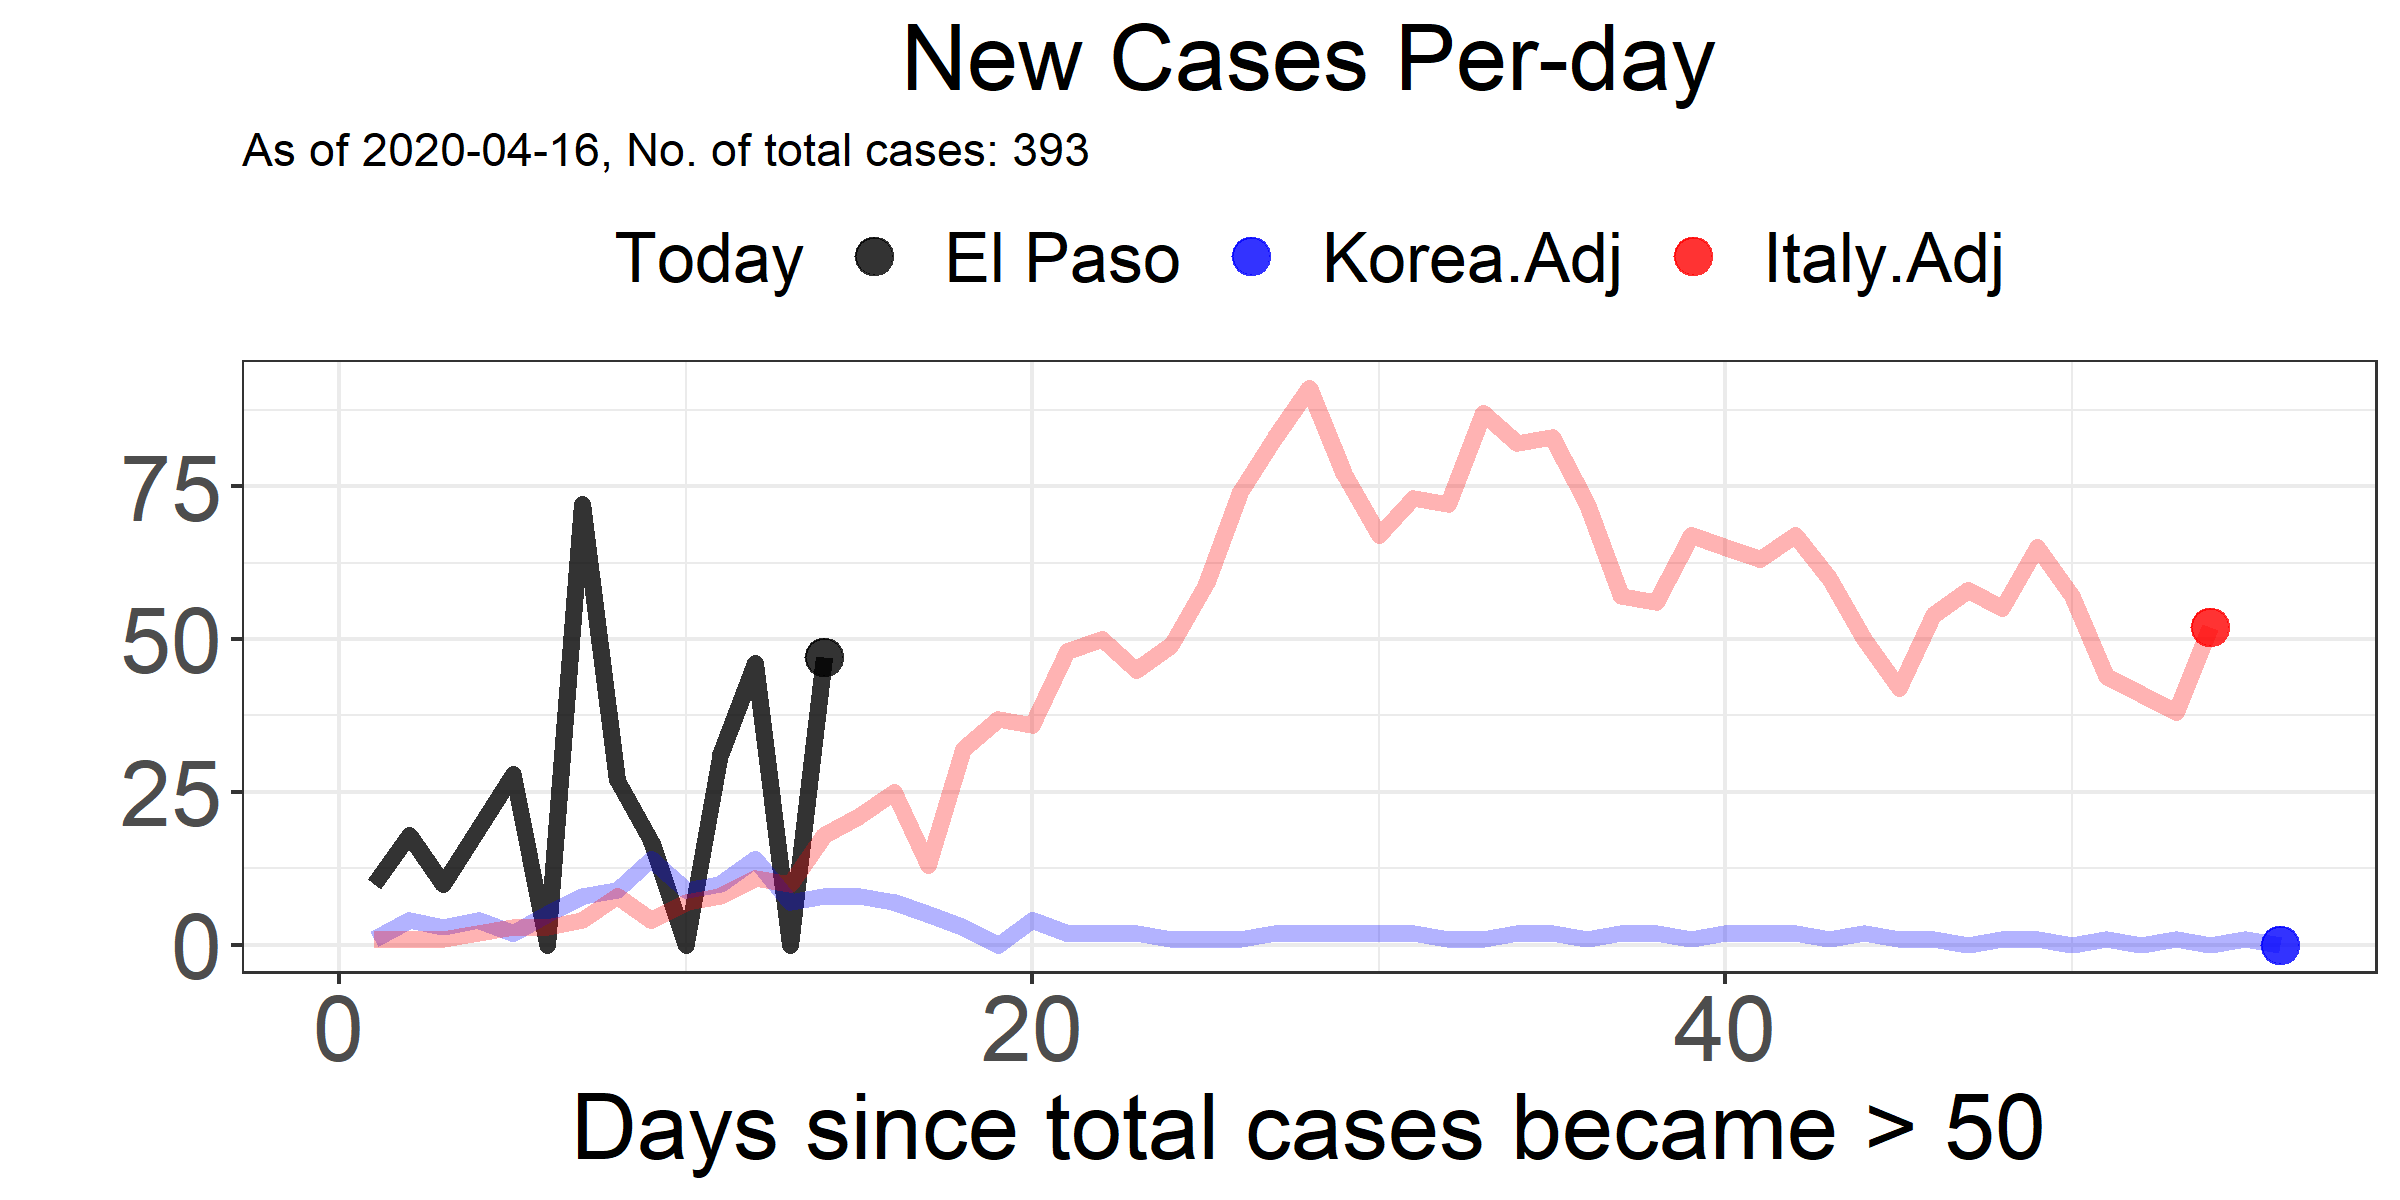 New Cases Per-day
As of 2020-04-16, No. of total cases: 393
Today El Paso Korea.Adj Italy.Adj
75
50
25
0
0 20 40
Days since total cases became > 50